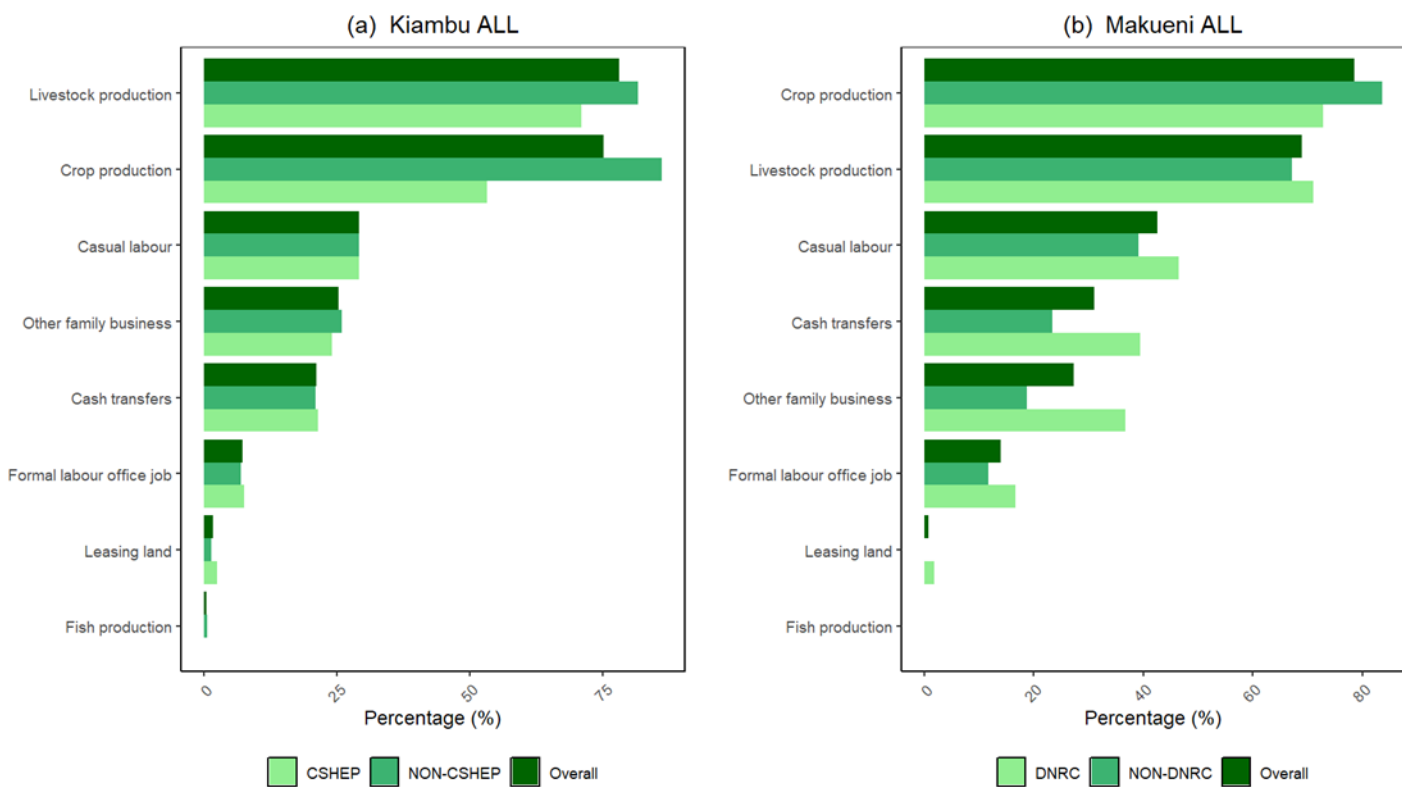 (a) Kiambu ALL
Livestock production
Crop production
Casual labour
Other family business
Cash transfers
Formal labour office job
Leasing land
Fish production
0 25 50 75
Percentage (%)
CSHEP NON-CSHEP Overall
(b) Makueni ALL
Crop production
Livestock production
Casual labour
Cash transfers
Other family business
Formal labour office job
Leasing land
Fish production
0 20 40 60 80
Percentage (%)
DNRC NON-DNRC Overall